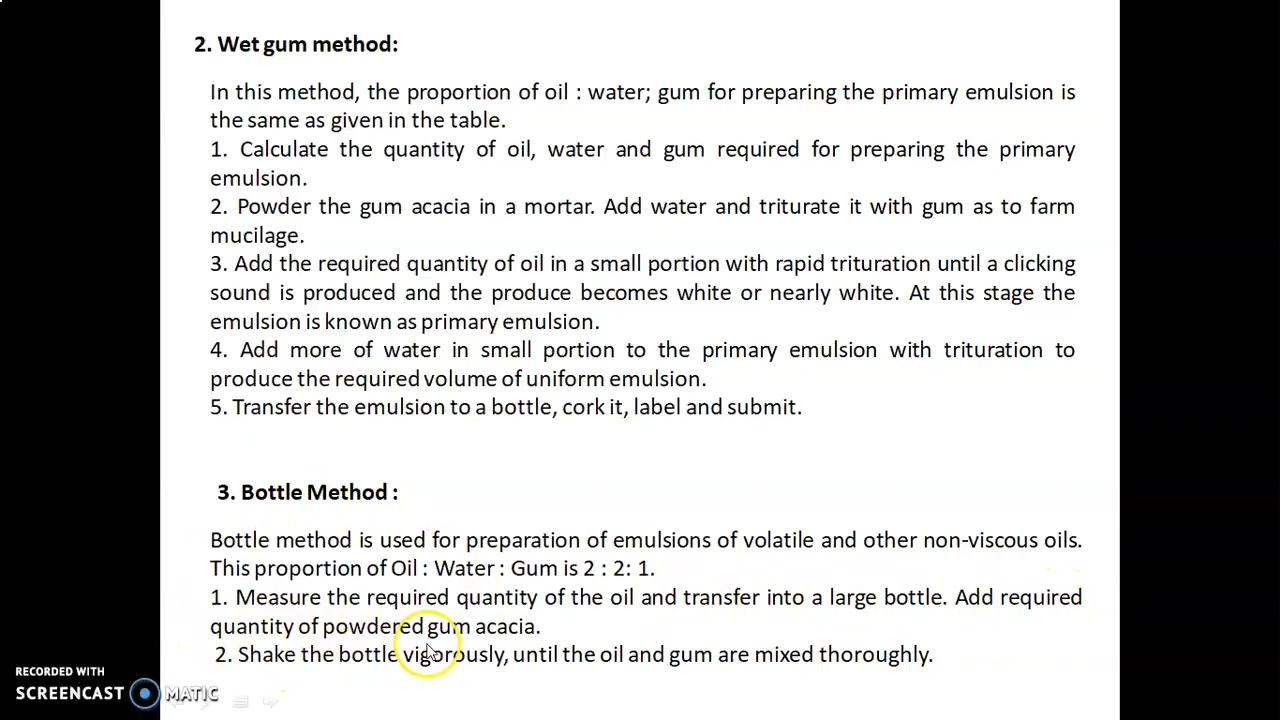 2. Wet gum method:
In this method, the proportion of oil : water; gum for preparing the primary emulsion is
the same as given in the table.
1. Calculate the quantity of oil, water and gum required for preparing the primary
emulsion.
2. Powder the gum acacia in a mortar. Add water and triturate it with gum as to farm
mucilage.
3. Add the required quantity of oil in a small portion with rapid trituration until a clicking
sound is produced and the produce becomes white or nearly white. At this stage the
emulsion is known as primary emulsion.
4. Add more of water in small portion to the primary emulsion with trituration to
produce the required volume of uniform emulsion.
5. Transfer the emulsion to a bottle, cork it, label and submit.
3. Bottle Method :
Bottle method is used for preparation of emulsions of volatile and other non-viscous oils.
This proportion of Oil : Water : Gum is 2 : 2: 1.
1. Measure the required quantity of the oil and transfer into a large bottle. Add required
quantity of powdered gum acacia.
2. Shake the bottle vigorously, until the oil and gum are mixed thoroughly.
RECORDED WITH
SCREENCAST MATIC